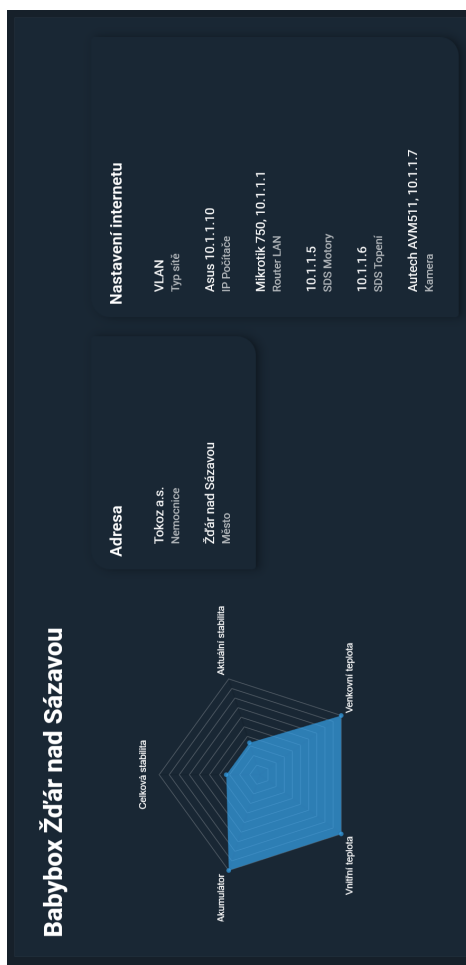 Babybox Žďár nad Sázavou
Celková stabilita
Aktuální stabilita
Venkovní teplota
Vnitřní teplota
Akumulátor
Adresa
Tokoz a.s.
Nemocnice
Žďár nad Sázavou
Město
Nastavení internetu
VLAN
Typ sítě
Asus 10.1.1.10
IP Počítače
Mikrotik 750, 10.1.1.1
Router LAN
10.1.1.5
SDS Motory
10.1.1.6
SDS Topení
Autech AVM511, 10.1.1.7
Kamera